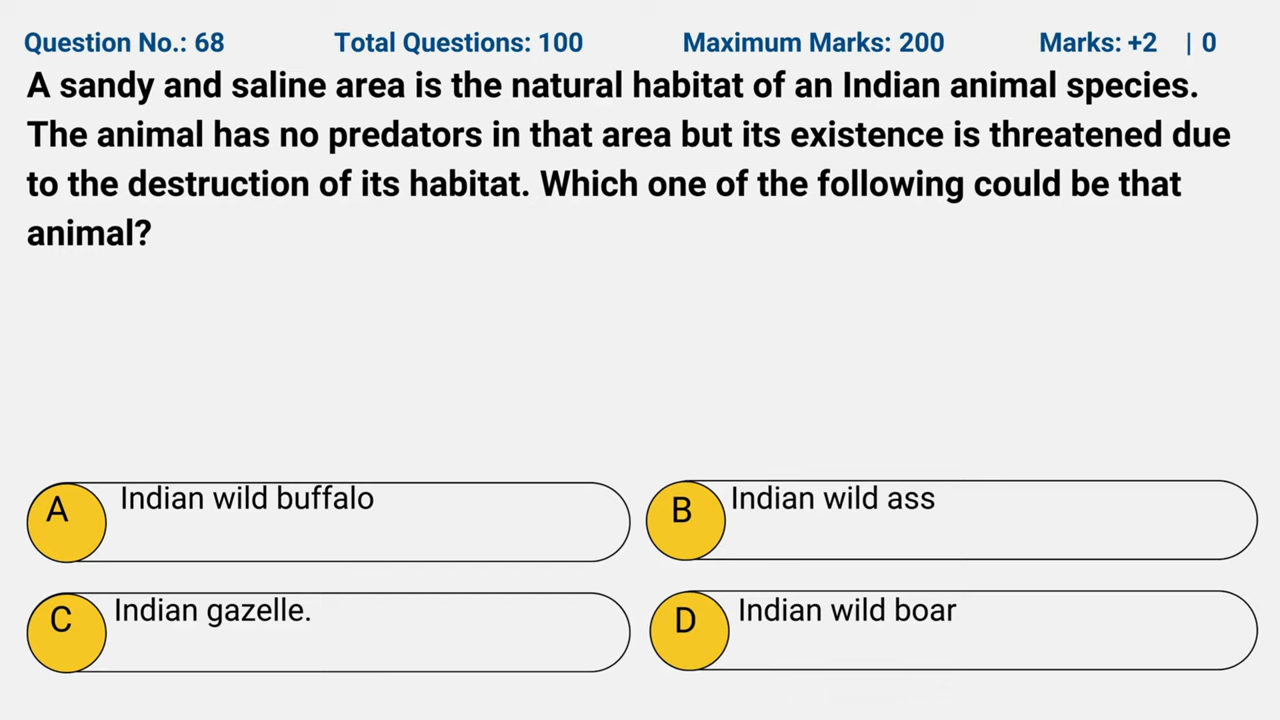 Question No.: 68 Total Questions: 100 Maximum Marks: 200 Marks: +2 | 0
A sandy and saline area is the natural habitat of an Indian animal species.
The animal has no predators in that area but its existence is threatened due
to the destruction of its habitat. Which one of the following could be that
animal?
A Indian wild buffalo
B Indian wild ass
C Indian gazelle.
D Indian wild boar